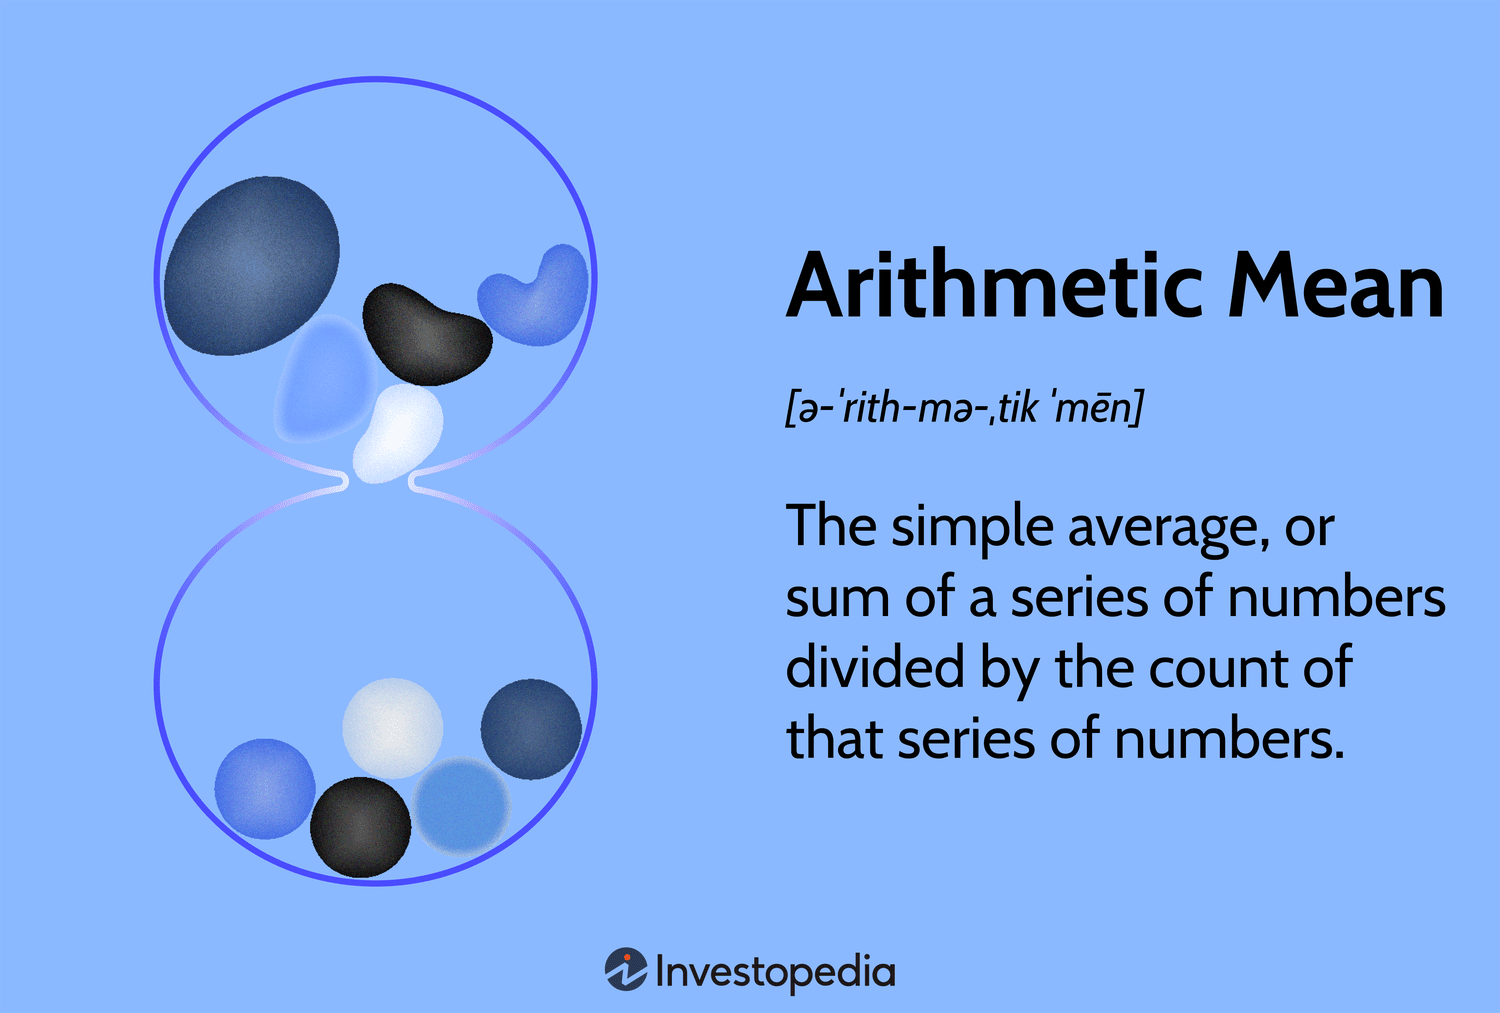 Arithmetic Mean
[ə-ˈrith-mə-ˌtik ˈmēn]
The simple average, or
sum of a series of numbers
divided by the count of
that series of numbers.
Investopedia